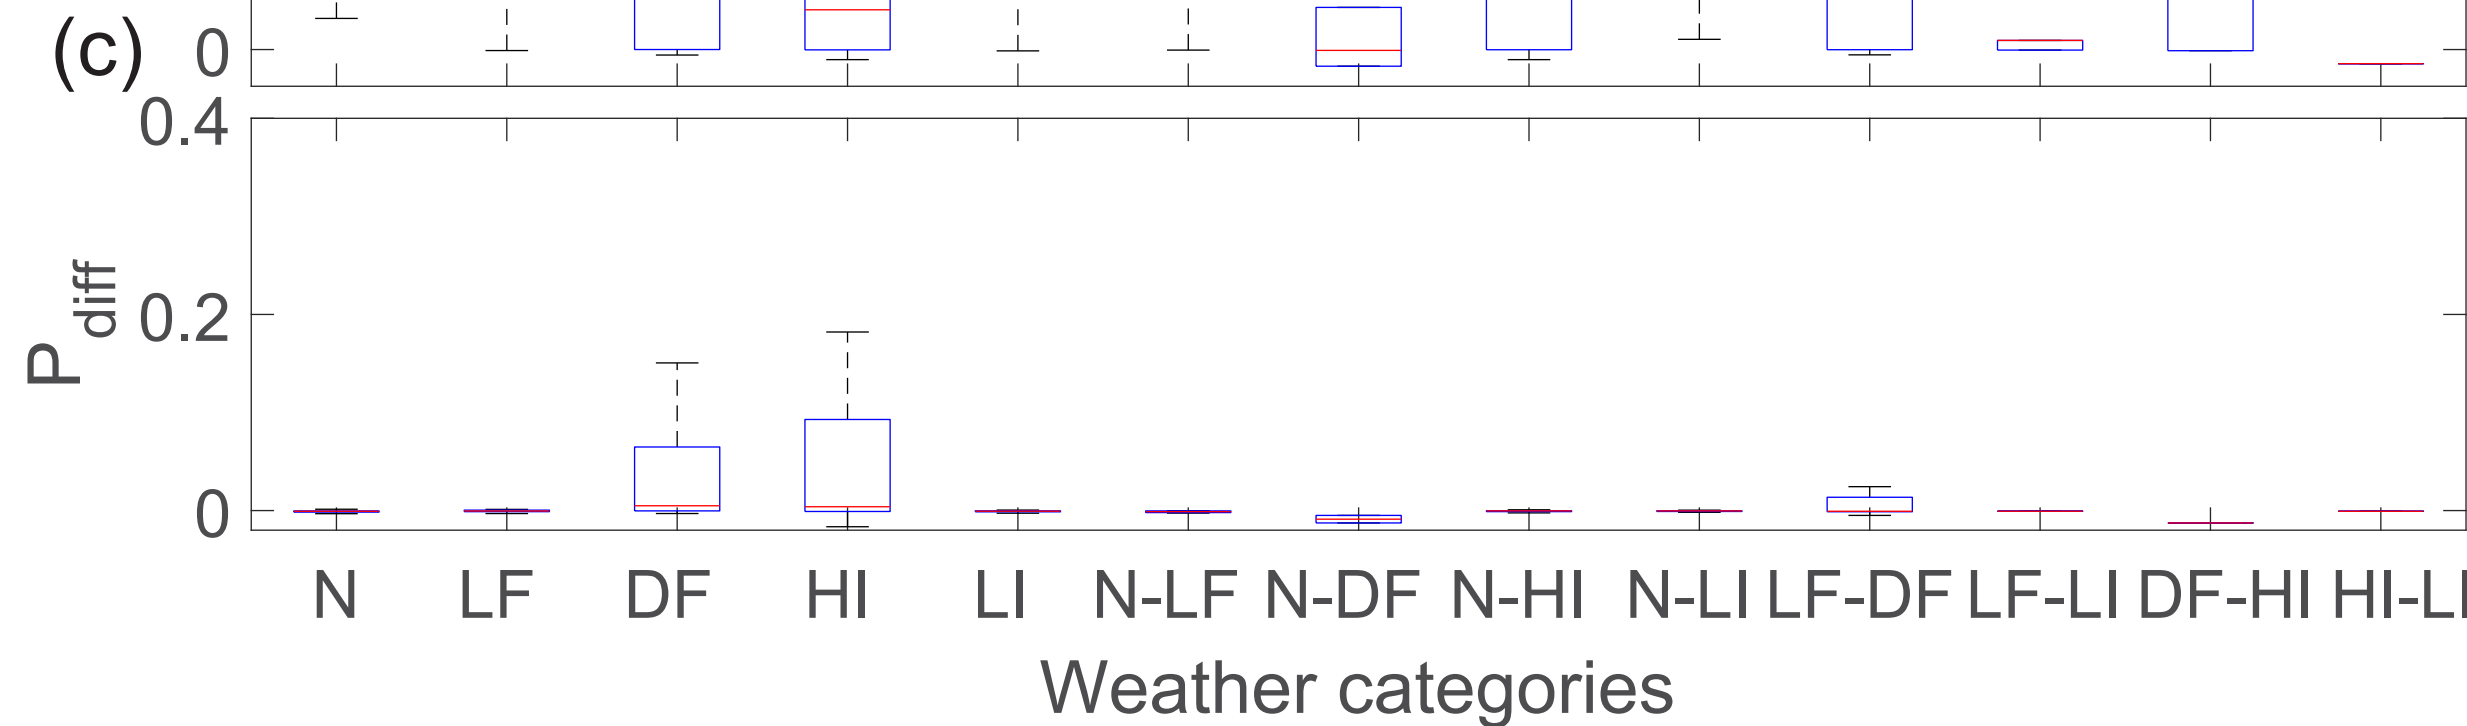 (c)
0
0.4
0.2
0
P diff
N LF DF HI LI N-LF N-DF N-HI N-LI LF-DF LF-LI DF-HI HI-LI
Weather categories